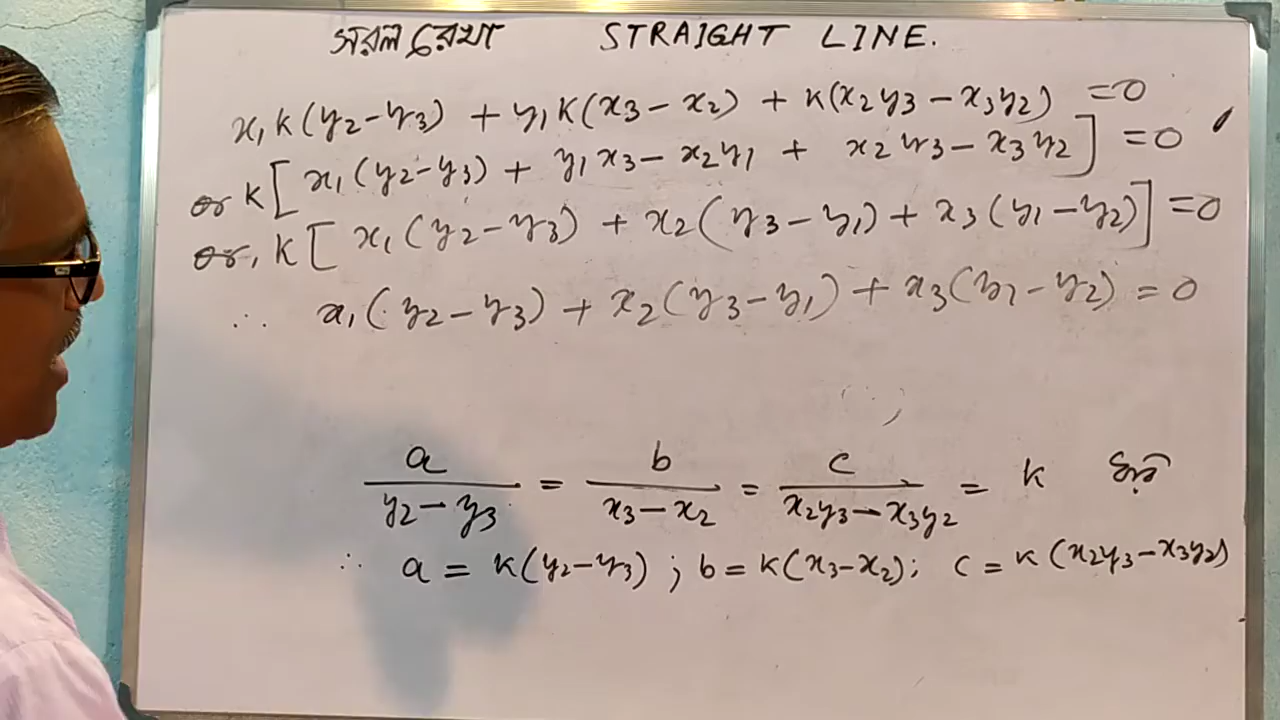 সরল রেখা STRAIGHT LINE.
x₁k(y₂-y₃) + y₁k(x₃-x₂) + k(x₂y₃-x₃y₂) = 0
or k[x₁(y₂-y₃) + y₁x₃-x₂y₁ + x₂y₃-x₃y₂] = 0
or, k[x₁(y₂-y₃) + x₂(y₃-y₁) + x₃(y₁-y₂)] = 0
∴ x₁(y₂-y₃) + x₂(y₃-y₁) + x₃(y₁-y₂) = 0
a/(y₂-y₃) = b/(x₃-x₂) = c/(x₂y₃-x₃y₂) = k ধরি
∴ a = k(y₂-y₃); b = k(x₃-x₂); c = k(x₂y₃-x₃y₂)